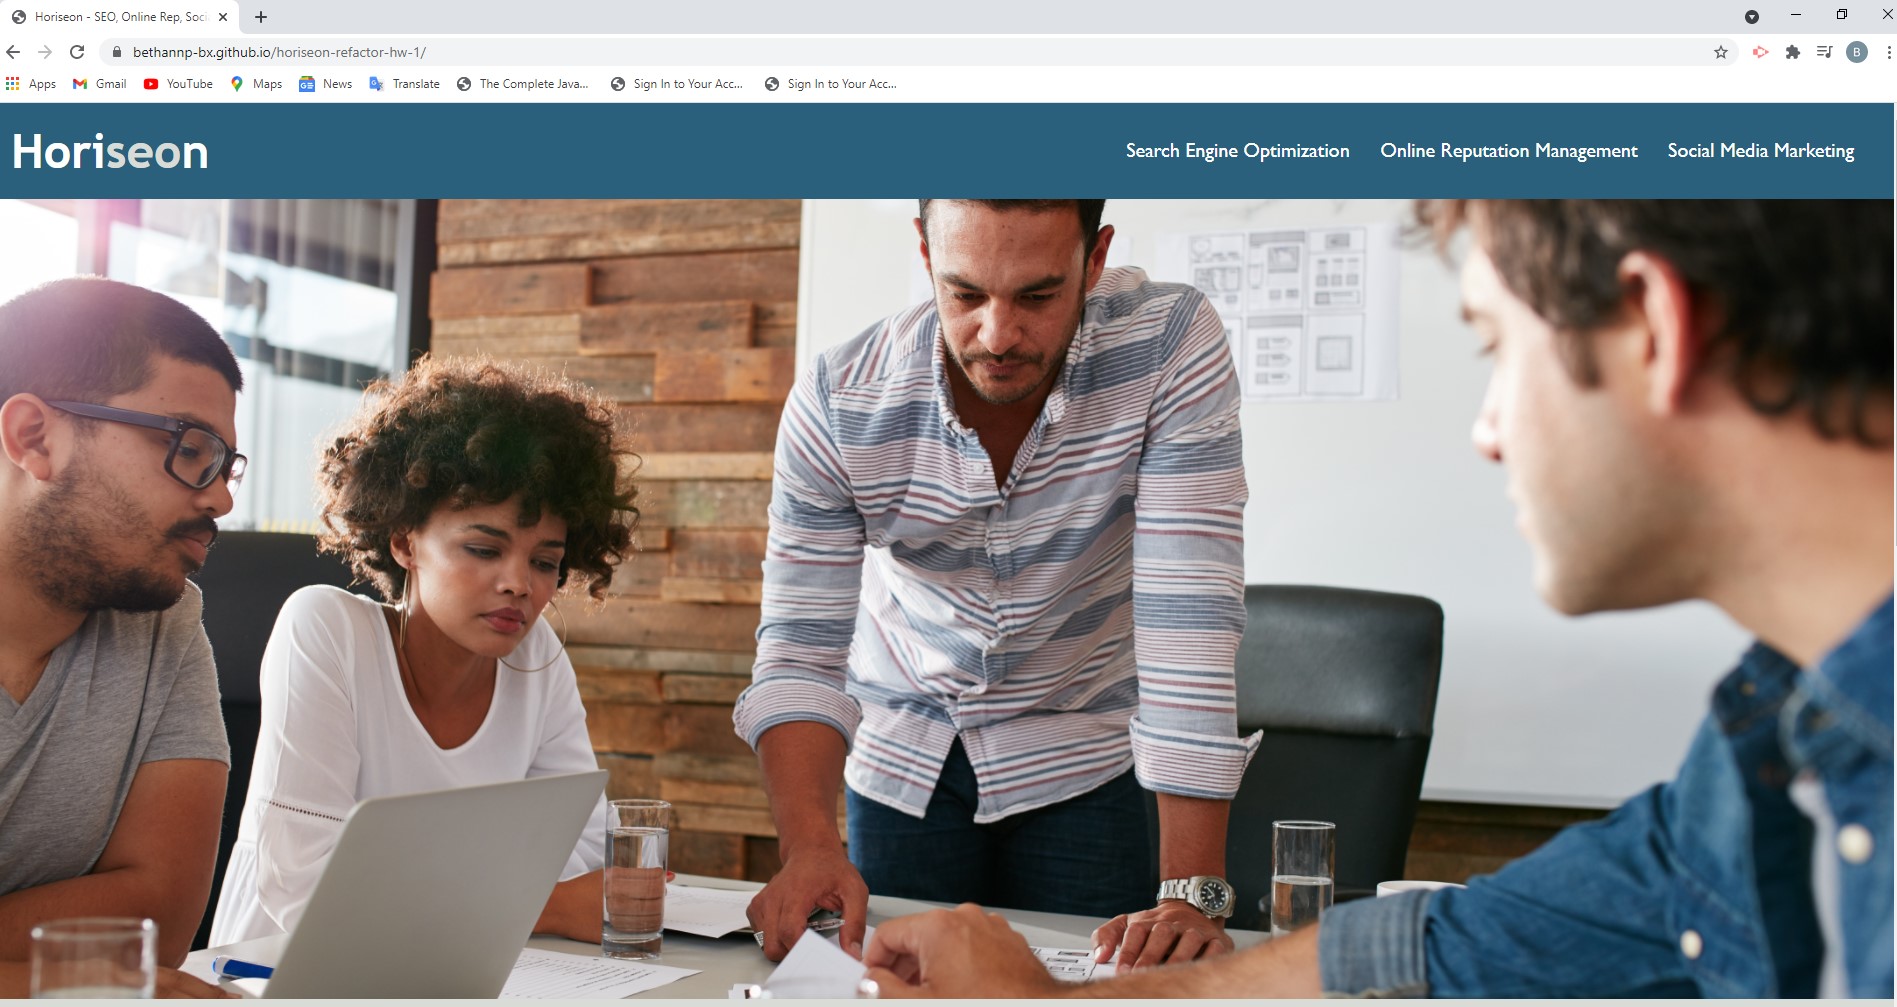 Horiseon - SEO, Online Rep, Soci
bethannp-bx.github.io/horiseon-refactor-hw-1/
B
Apps Gmail YouTube Maps News Translate The Complete Java... Sign In to Your Acc... Sign In to Your Acc...
Horiseon Search Engine Optimization Online Reputation Management Social Media Marketing